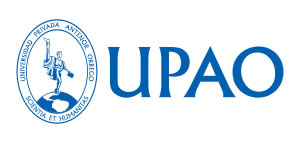 UNIVERSIDAD PRIVADA ANTENOR ORREGO
SCIENTIA ET HUMANITAS
UPAO